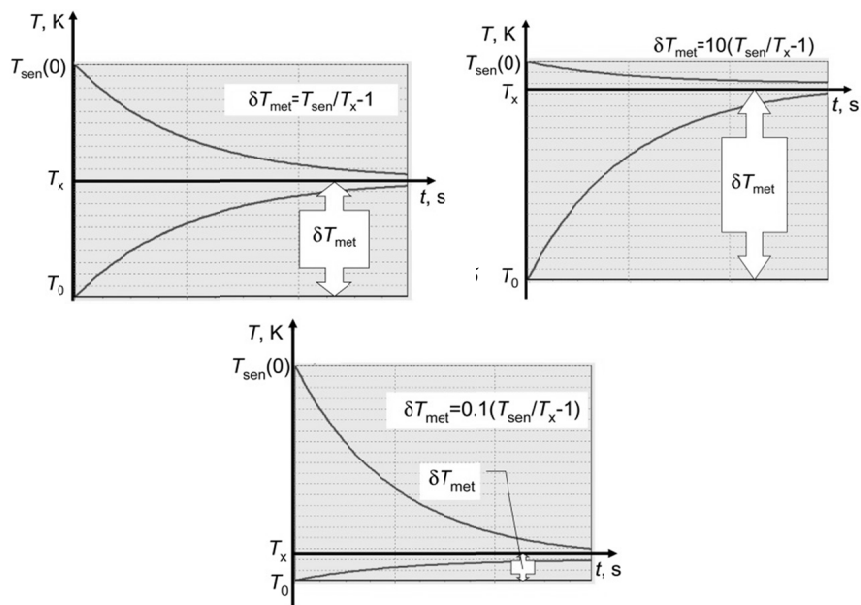 T, K
T_sen(0)
δT_met=T_sen/T_x-1
T_x
t, s
δT_met
T_0
T, K
δT_met=10(T_sen/T_x-1)
T_sen(0)
T_x
t, s
δT_met
T_0
T, K
T_sen(0)
δT_met=0.1(T_sen/T_x-1)
δT_met
T_x
t, s
T_0